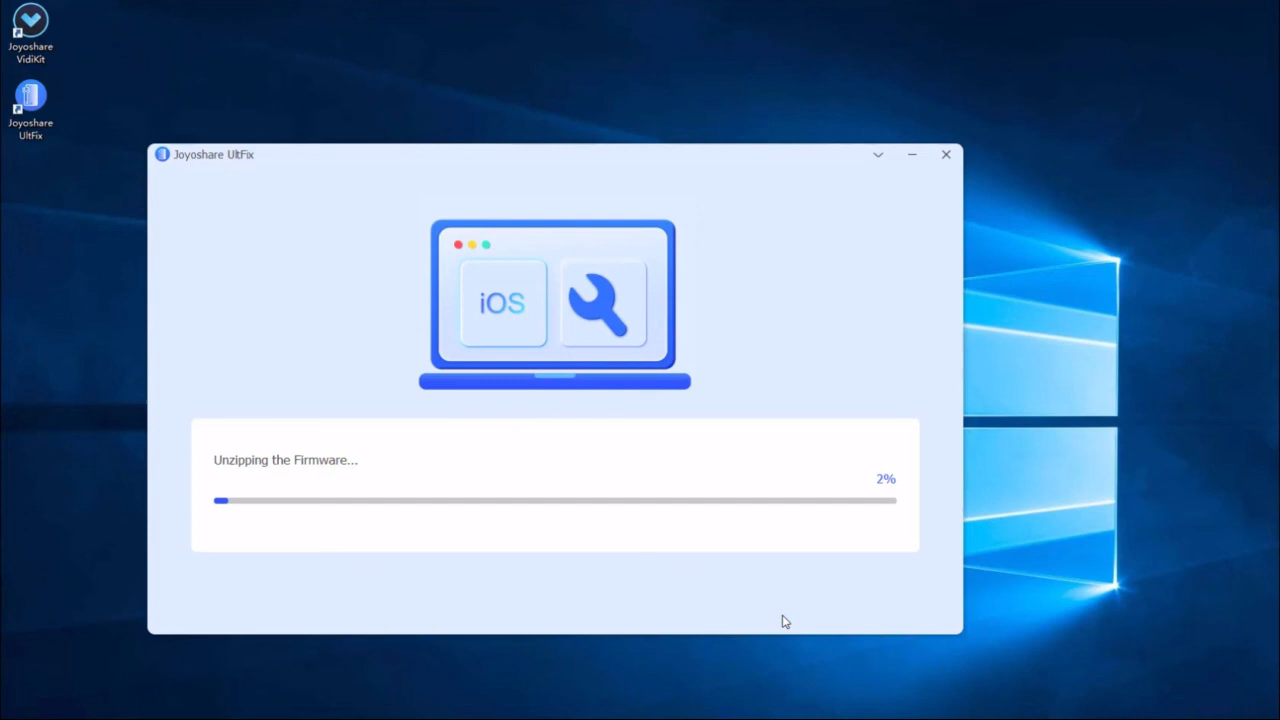 Joyoshare
VidiKit
Joyoshare
UltFix
Joyoshare UltFix
iOS
Unzipping the Firmware...
2%